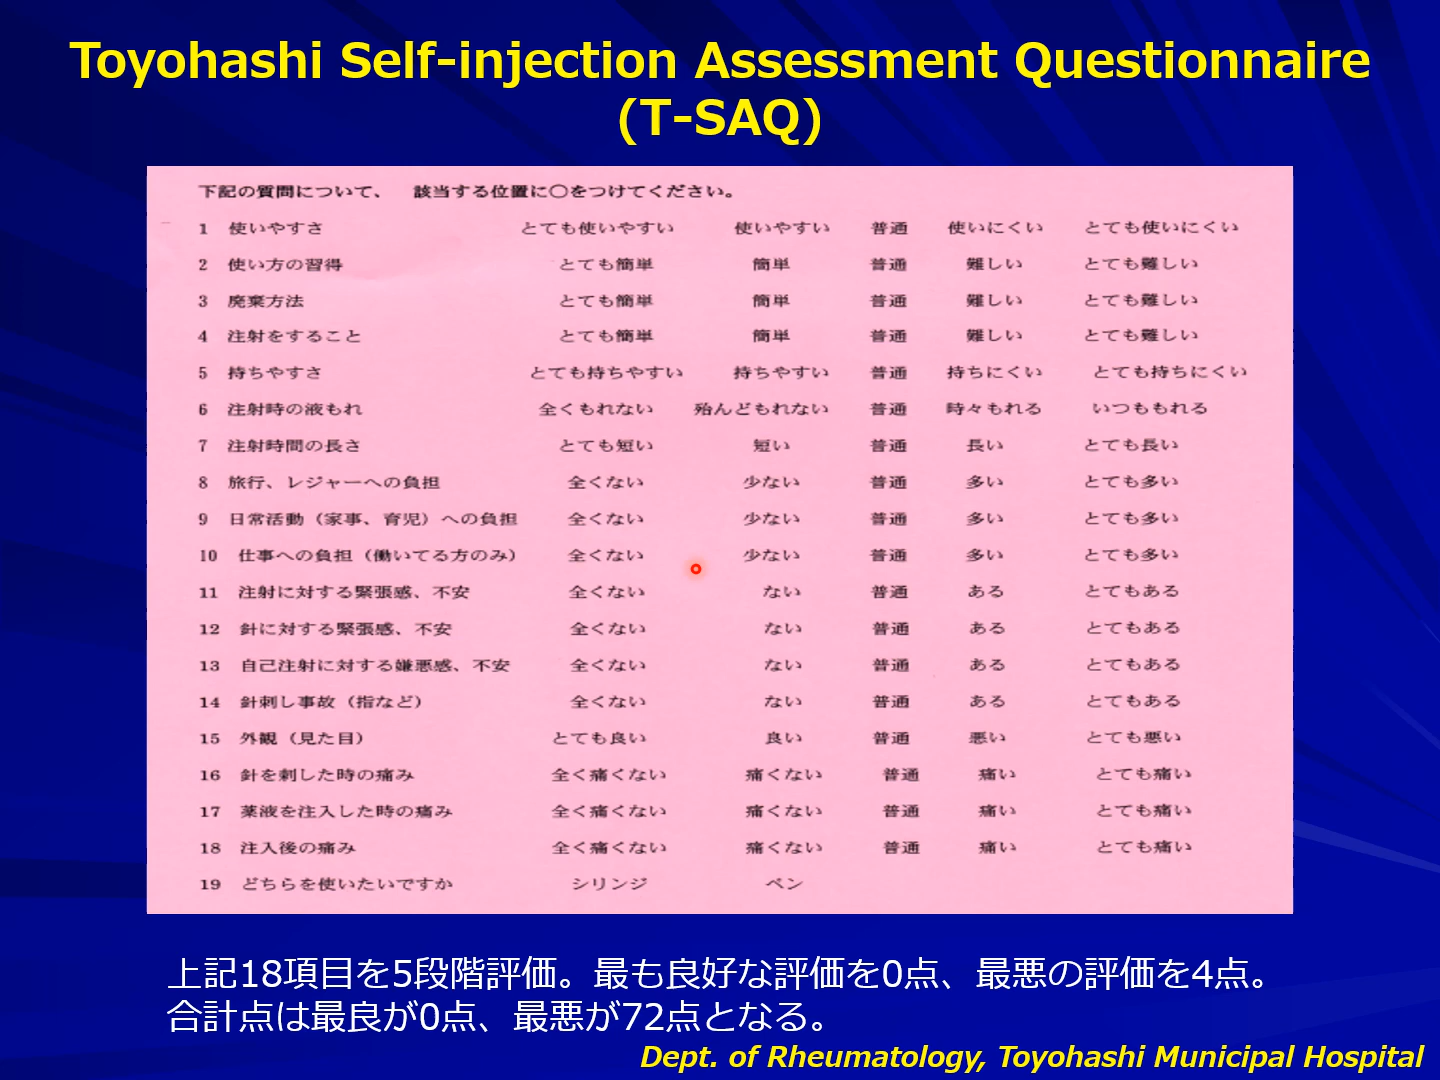 Toyohashi Self-injection Assessment Questionnaire
(T-SAQ)
下記の質問について、　該当する位置に○をつけてください。
1　使いやすさ　とても使いやすい　使いやすい　普通　使いにくい　とても使いにくい
2　使い方の習得　とても簡単　簡単　普通　難しい　とても難しい
3　廃棄方法　とても簡単　簡単　普通　難しい　とても難しい
4　注射をすること　とても簡単　簡単　普通　難しい　とても難しい
5　持ちやすさ　とても持ちやすい　持ちやすい　普通　持ちにくい　とても持ちにくい
6　注射時の液もれ　全くもれない　殆んどもれない　普通　時々もれる　いつももれる
7　注射時間の長さ　とても短い　短い　普通　長い　とても長い
8　旅行、レジャーへの負担　全くない　少ない　普通　多い　とても多い
9　日常活動（家事、育児）への負担　全くない　少ない　普通　多い　とても多い
10　仕事への負担（働いてる方のみ）　全くない　少ない　普通　多い　とても多い
11　注射に対する緊張感、不安　全くない　ない　普通　ある　とてもある
12　針に対する緊張感、不安　全くない　ない　普通　ある　とてもある
13　自己注射に対する嫌悪感、不安　全くない　ない　普通　ある　とてもある
14　針刺し事故（指など）　全くない　ない　普通　ある　とてもある
15　外観（見た目）　とても良い　良い　普通　悪い　とても悪い
16　針を刺した時の痛み　全く痛くない　痛くない　普通　痛い　とても痛い
17　薬液を注入した時の痛み　全く痛くない　痛くない　普通　痛い　とても痛い
18　注入後の痛み　全く痛くない　痛くない　普通　痛い　とても痛い
19　どちらを使いたいですか　シリンジ　ペン
上記18項目を5段階評価。最も良好な評価を0点、最悪の評価を4点。
合計点は最良が0点、最悪が72点となる。
Dept. of Rheumatology, Toyohashi Municipal Hospital